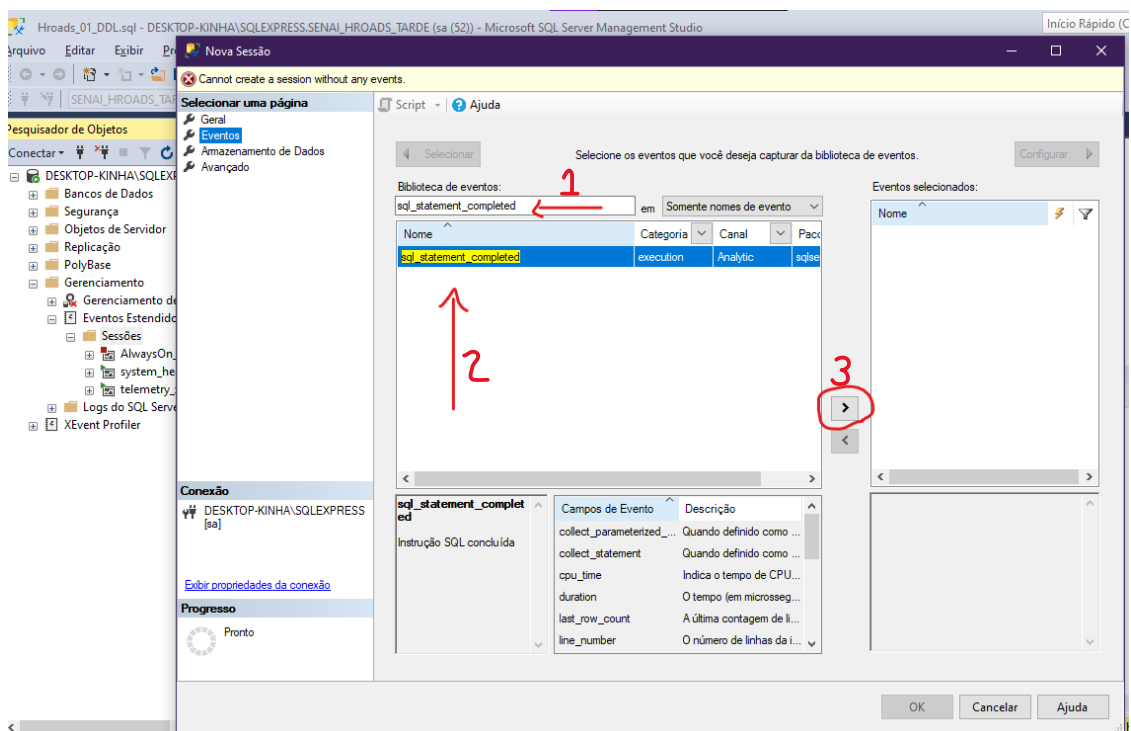 Hroads_01_DDL.sql - DESKTOP-KINHA\SQLEXPRESS.SENAI_HROADS_TARDE (sa (52)) - Microsoft SQL Server Management Studio
Início Rápido (C
Arquivo Editar Exibir Pr
Nova Sessão
Cannot create a session without any events.
SENAI_HROADS_TAR
Selecionar uma página
Geral
Eventos
Armazenamento de Dados
Avançado
Script
Ajuda
Pesquisador de Objetos
Conectar
DESKTOP-KINHA\SQLEXP
Bancos de Dados
Segurança
Objetos de Servidor
Replicação
PolyBase
Gerenciamento
Gerenciamento de
Eventos Estendido
Sessões
AlwaysOn_
system_he
telemetry_
Logs do SQL Serve
XEvent Profiler
Selecionar
Selecione os eventos que você deseja capturar da biblioteca de eventos.
Configurar
Biblioteca de eventos:
1
Eventos selecionados:
sql_statement_completed
em
Somente nomes de evento
Nome Categoria Canal Paco
Nome
sql_statement_completed execution Analytic sqlse
2
3
>
<
Conexão
DESKTOP-KINHA\SQLEXPRESS
[sa]
Exibir propriedades da conexão
Progresso
Pronto
sql_statement_complet
ed
Instrução SQL concluída
Campos de Evento Descrição
collect_parameterized_... Quando definido como ...
collect_statement Quando definido como ...
cpu_time Indica o tempo de CPU...
duration O tempo (em microsseg...
last_row_count A última contagem de li...
line_number O número de linhas da i...
OK
Cancelar
Ajuda